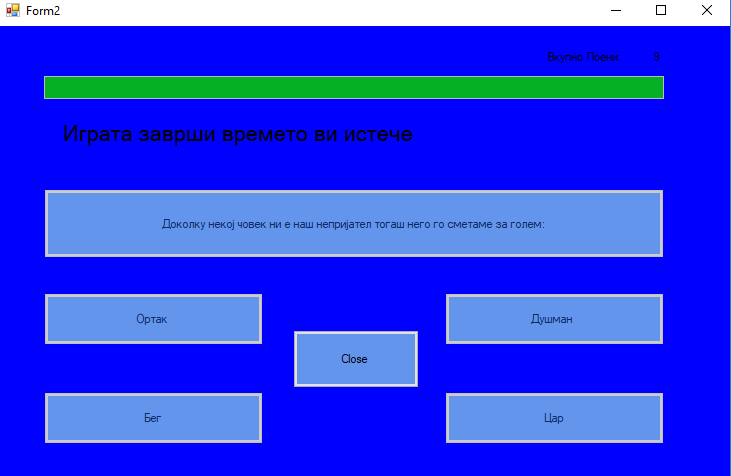 Form2
Вкупно Поени: 9
Играта заврши времето ви истече
Доколку некој човек ни е наш непријател тогаш него го сметаме за голем:
Ортак
Душман
Close
Бег
Цар